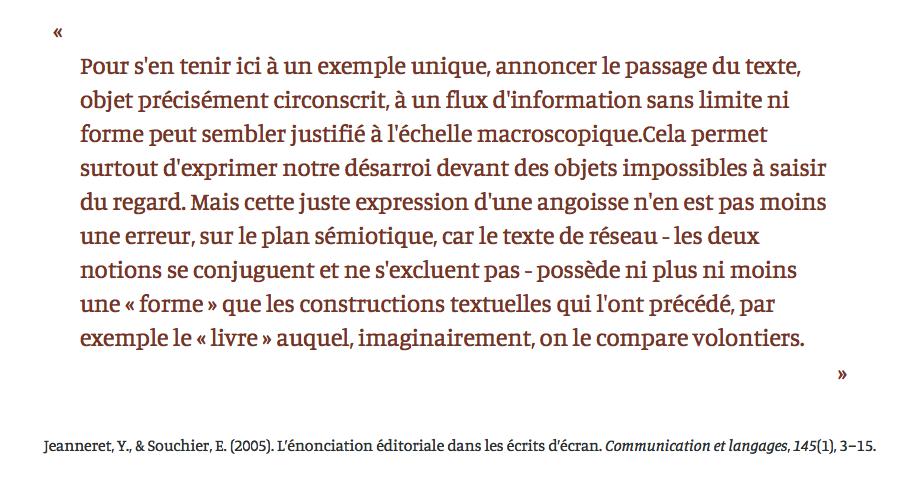 «
Pour s'en tenir ici à un exemple unique, annoncer le passage du texte,
objet précisément circonscrit, à un flux d'information sans limite ni
forme peut sembler justifié à l'échelle macroscopique.Cela permet
surtout d'exprimer notre désarroi devant des objets impossibles à saisir
du regard. Mais cette juste expression d'une angoisse n'en est pas moins
une erreur, sur le plan sémiotique, car le texte de réseau - les deux
notions se conjuguent et ne s'excluent pas - possède ni plus ni moins
une « forme » que les constructions textuelles qui l'ont précédé, par
exemple le « livre » auquel, imaginairement, on le compare volontiers.
»
Jeanneret, Y., & Souchier, E. (2005). L’énonciation éditoriale dans les écrits d’écran. Communication et langages, 145(1), 3–15.